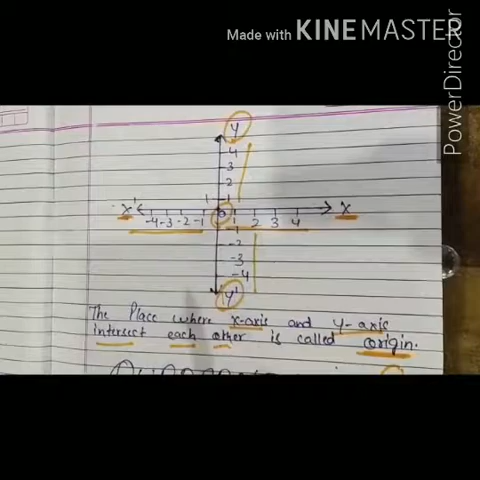 Made with KINEMASTER
PowerDirector
Y
4
3
2
1
X' -4 -3 -2 -1 0 1 2 3 4 X
-1
-2
-3
-4
Y'
The Place where x-axis and y-axis
intersect each other is called origin.